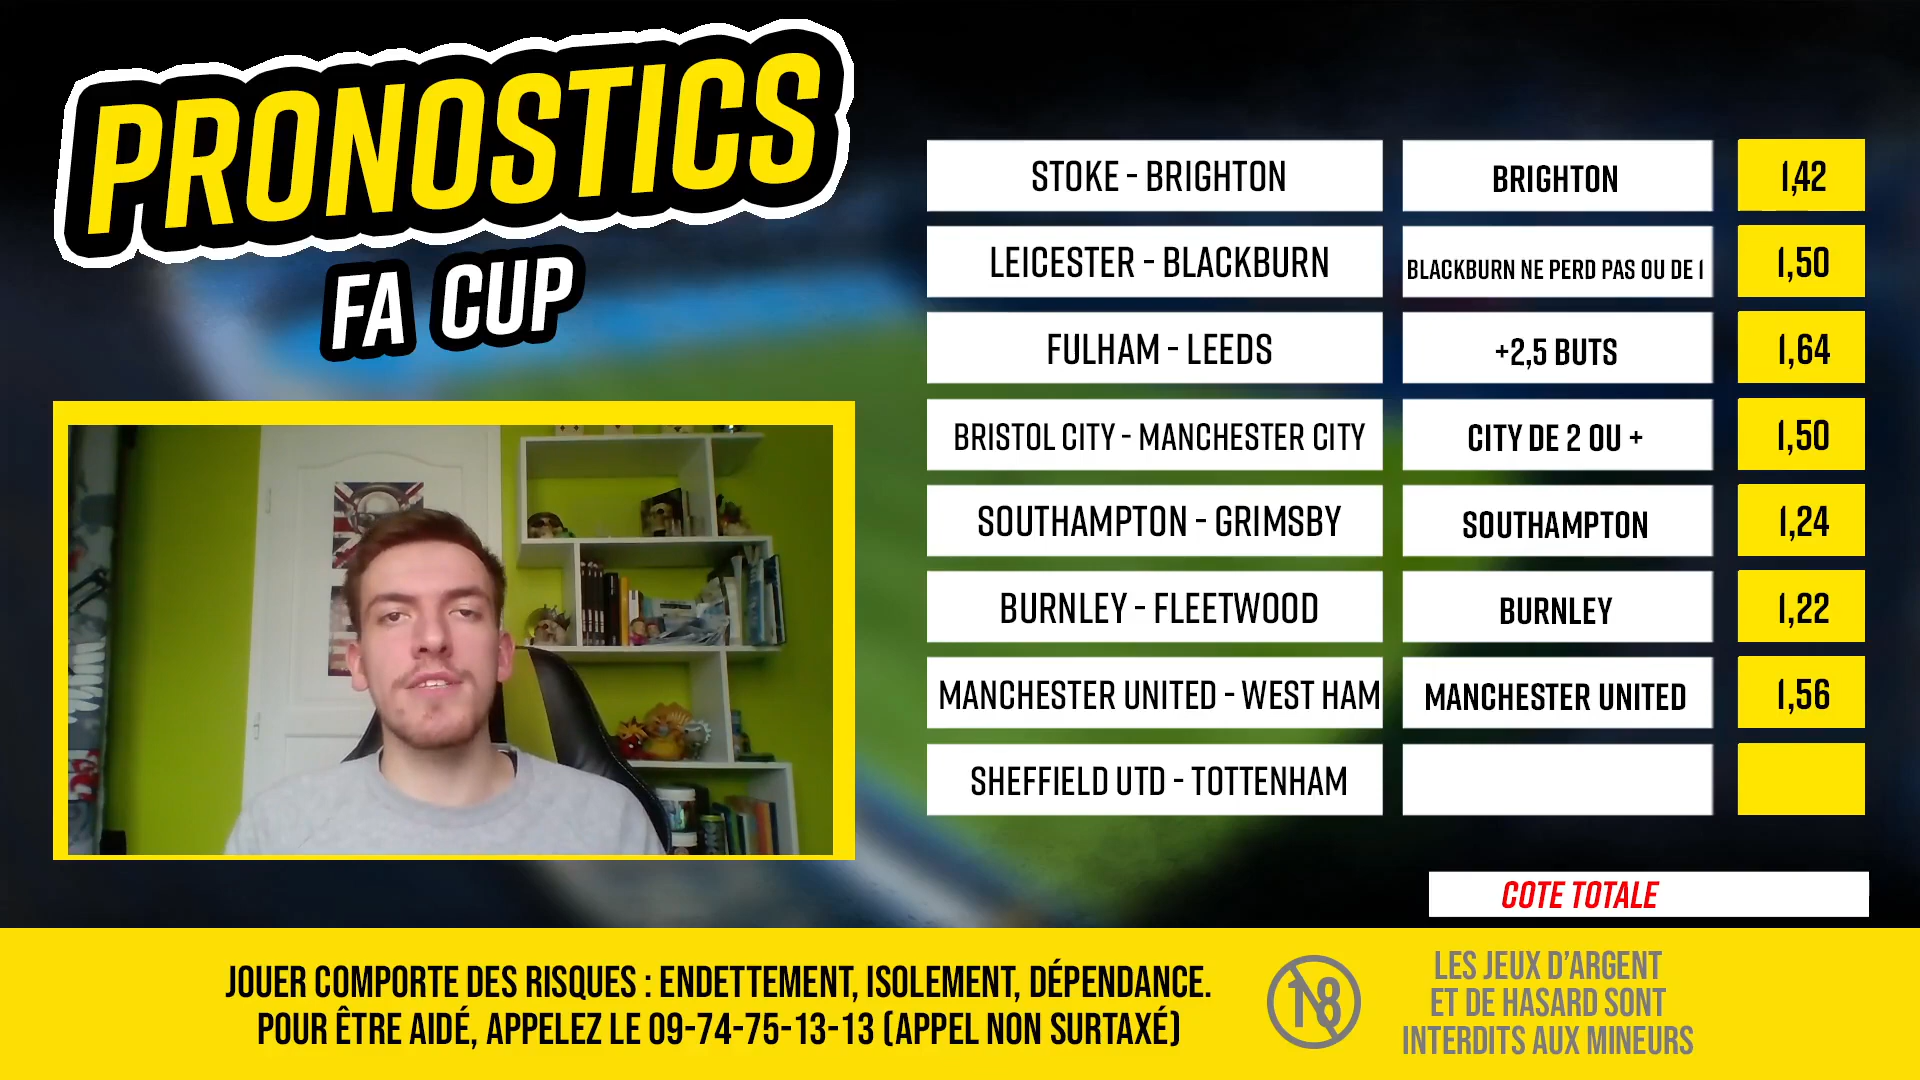 PRONOSTICS
FA CUP
STOKE - BRIGHTON
BRIGHTON
1,42
LEICESTER - BLACKBURN
BLACKBURN NE PERD PAS OU DE 1
1,50
FULHAM - LEEDS
+2,5 BUTS
1,64
BRISTOL CITY - MANCHESTER CITY
CITY DE 2 OU +
1,50
SOUTHAMPTON - GRIMSBY
SOUTHAMPTON
1,24
BURNLEY - FLEETWOOD
BURNLEY
1,22
MANCHESTER UNITED - WEST HAM
MANCHESTER UNITED
1,56
SHEFFIELD UTD - TOTTENHAM
COTE TOTALE
JOUER COMPORTE DES RISQUES : ENDETTEMENT, ISOLEMENT, DÉPENDANCE.
POUR ÊTRE AIDÉ, APPELEZ LE 09-74-75-13-13 (APPEL NON SURTAXÉ)
18
LES JEUX D'ARGENT
ET DE HASARD SONT
INTERDITS AUX MINEURS